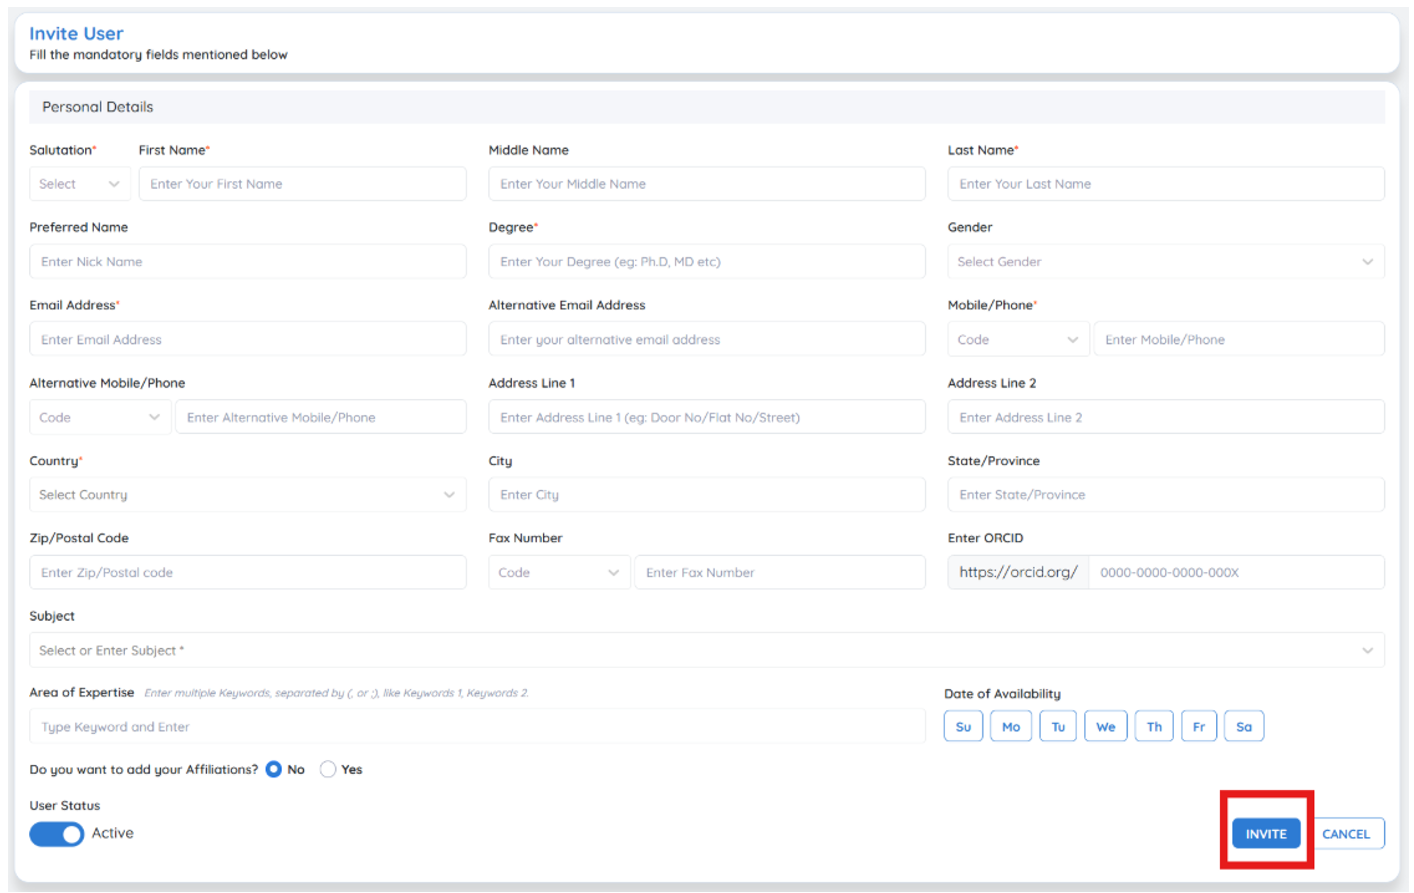 Invite User
Fill the mandatory fields mentioned below
Personal Details
Salutation* First Name* Middle Name Last Name*
Select Enter Your First Name Enter Your Middle Name Enter Your Last Name
Preferred Name Degree* Gender
Enter Nick Name Enter Your Degree (eg: Ph.D, MD etc) Select Gender
Email Address* Alternative Email Address Mobile/Phone*
Enter Email Address Enter your alternative email address Code Enter Mobile/Phone
Alternative Mobile/Phone Address Line 1 Address Line 2
Code Enter Alternative Mobile/Phone Enter Address Line 1 (eg: Door No/Flat No/Street) Enter Address Line 2
Country* City State/Province
Select Country Enter City Enter State/Province
Zip/Postal Code Fax Number Enter ORCID
Enter Zip/Postal code Code Enter Fax Number https://orcid.org/ 0000-0000-0000-000X
Subject
Select or Enter Subject *
Area of Expertise Enter multiple Keywords, separated by (, or ;), like Keywords 1, Keywords 2. Date of Availability
Type Keyword and Enter Su Mo Tu We Th Fr Sa
Do you want to add your Affiliations? No Yes
User Status
Active INVITE CANCEL